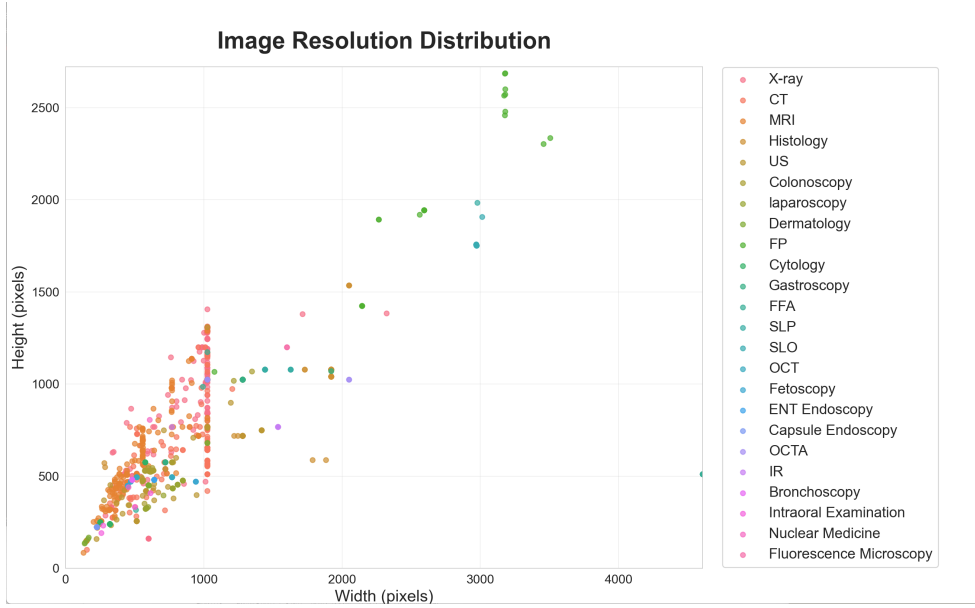 Image Resolution Distribution
Height (pixels)
2500
2000
1500
1000
500
0
0 1000 2000 3000 4000
Width (pixels)
X-ray
CT
MRI
Histology
US
Colonoscopy
laparoscopy
Dermatology
FP
Cytology
Gastroscopy
FFA
SLP
SLO
OCT
Fetoscopy
ENT Endoscopy
Capsule Endoscopy
OCTA
IR
Bronchoscopy
Intraoral Examination
Nuclear Medicine
Fluorescence Microscopy